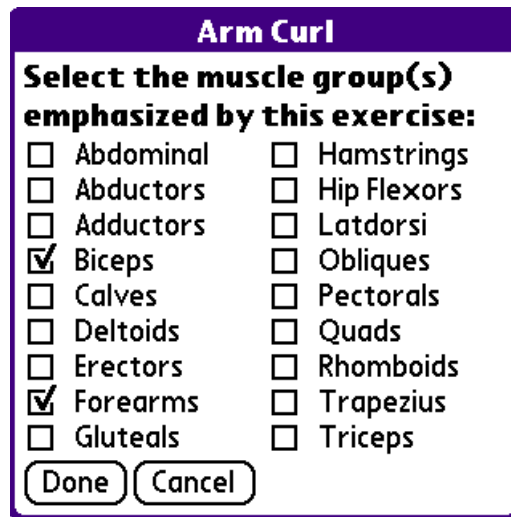 Arm Curl
Select the muscle group(s)
emphasized by this exercise:
Abdominal
Abductors
Adductors
Biceps
Calves
Deltoids
Erectors
Forearms
Gluteals
Hamstrings
Hip Flexors
Latdorsi
Obliques
Pectorals
Quads
Rhomboids
Trapezius
Triceps
Done Cancel